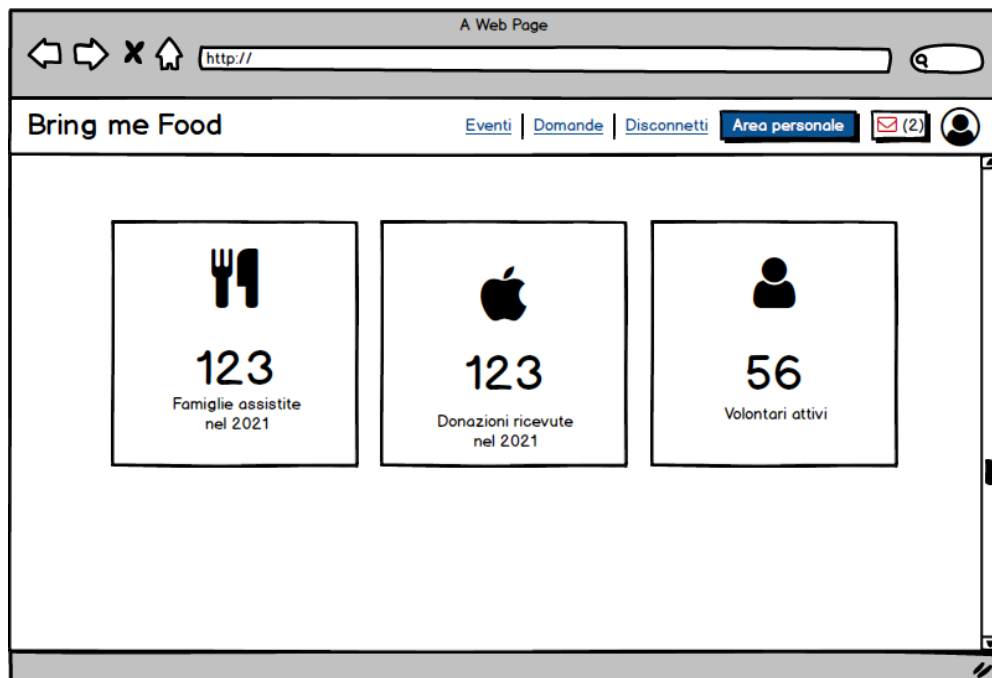 A Web Page
http://
Bring me Food
Eventi
Domande
Disconnetti
Area personale
(2)
123
Famiglie assistite
nel 2021
123
Donazioni ricevute
nel 2021
56
Volontari attivi